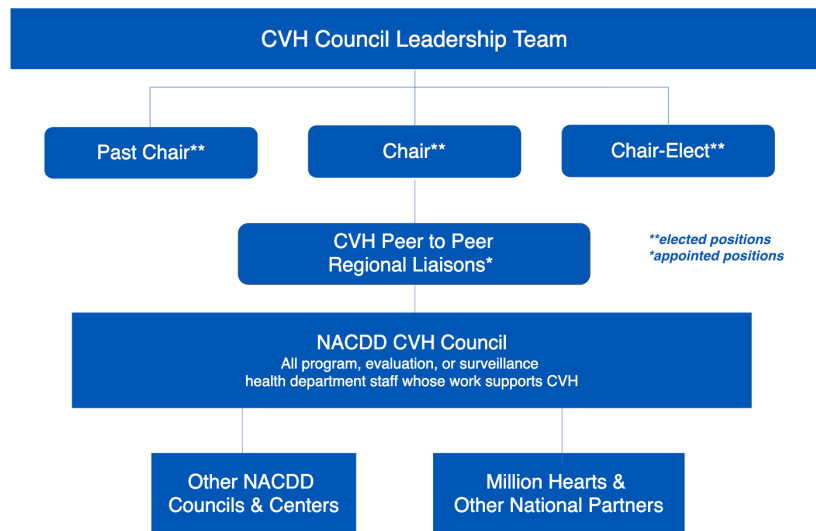 CVH Council Leadership Team
Past Chair**
Chair**
Chair-Elect**
CVH Peer to Peer
Regional Liaisons*
**elected positions
*appointed positions
NACDD CVH Council
All program, evaluation, or surveillance
health department staff whose work supports CVH
Other NACDD
Councils & Centers
Million Hearts &
Other National Partners